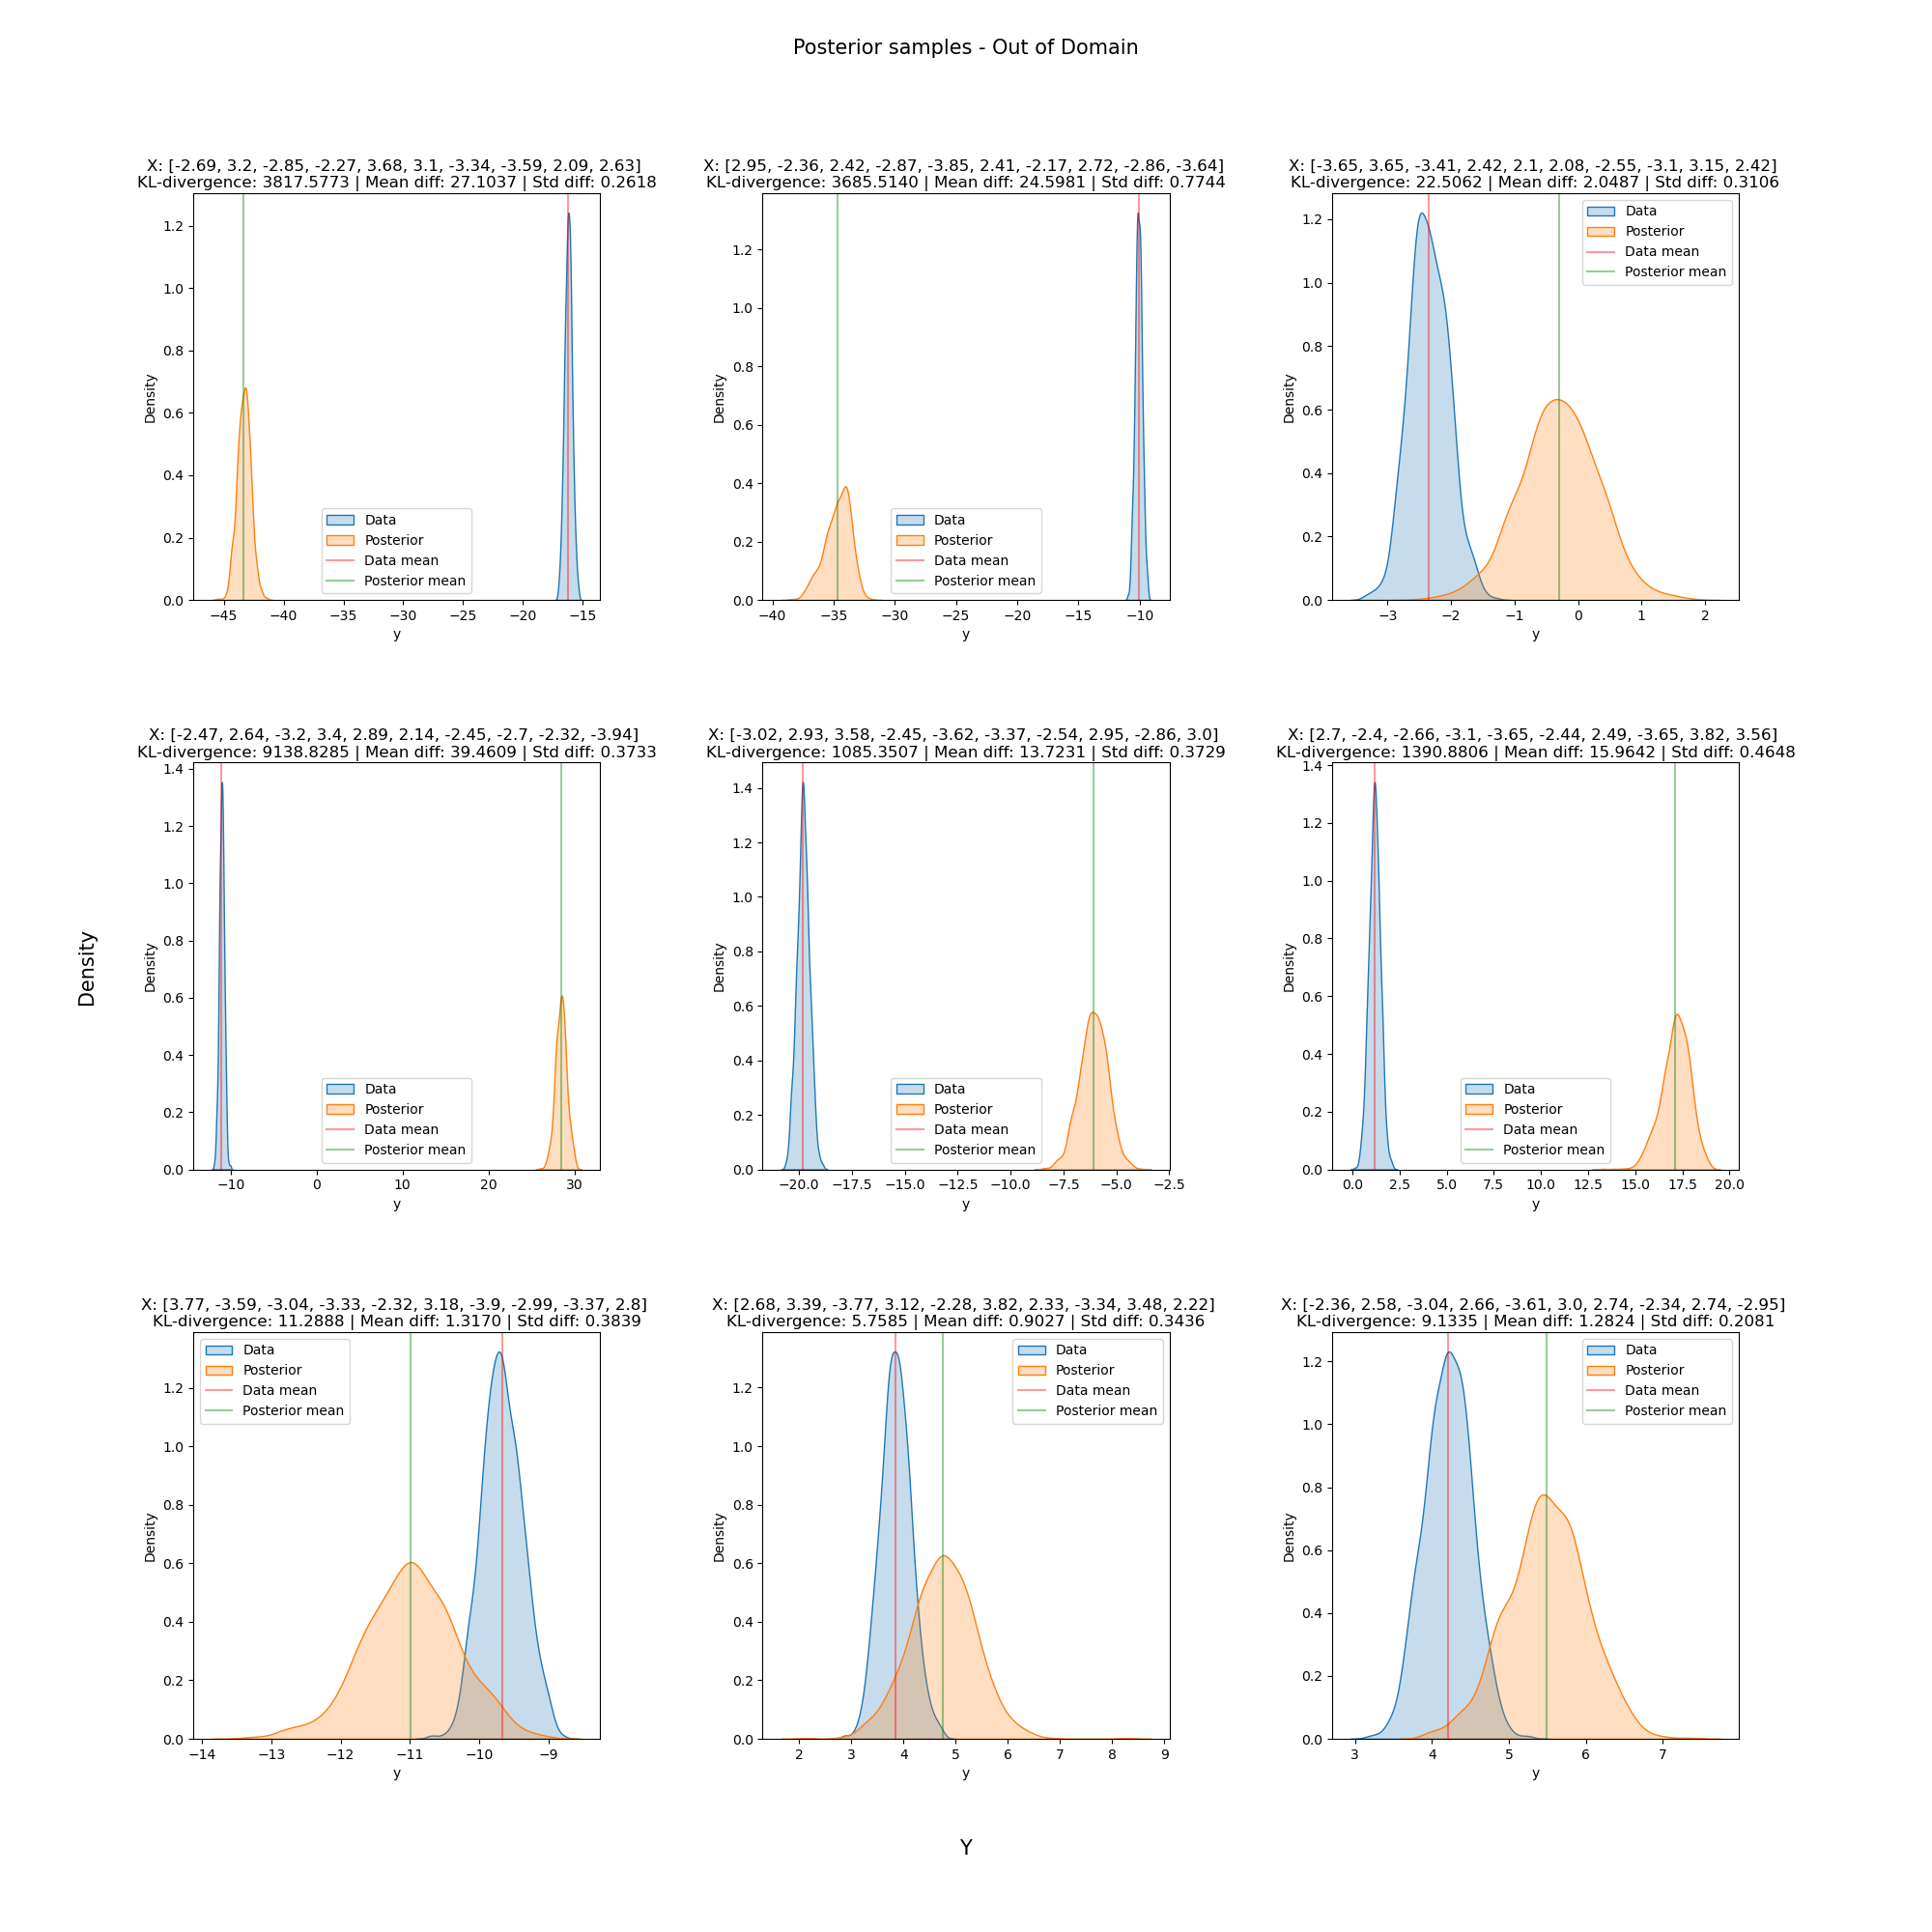 Posterior samples - Out of Domain
X: [-2.69, 3.2, -2.85, -2.27, 3.68, 3.1, -3.34, -3.59, 2.09, 2.63]
KL-divergence: 3817.5773 | Mean diff: 27.1037 | Std diff: 0.2618
1.2
1.0
0.8
0.6
0.4
0.2
0.0
Density
Data
Posterior
Data mean
Posterior mean
−45 −40 −35 −30 −25 −20 −15
y
X: [2.95, -2.36, 2.42, -2.87, -3.85, 2.41, -2.17, 2.72, -2.86, -3.64]
KL-divergence: 3685.5140 | Mean diff: 24.5981 | Std diff: 0.7744
1.2
1.0
0.8
0.6
0.4
0.2
0.0
Density
Data
Posterior
Data mean
Posterior mean
−40 −35 −30 −25 −20 −15 −10
y
X: [-3.65, 3.65, -3.41, 2.42, 2.1, 2.08, -2.55, -3.1, 3.15, 2.42]
KL-divergence: 22.5062 | Mean diff: 2.0487 | Std diff: 0.3106
1.2
1.0
0.8
0.6
0.4
0.2
0.0
Density
Data
Posterior
Data mean
Posterior mean
−3 −2 −1 0 1 2
y
X: [-2.47, 2.64, -3.2, 3.4, 2.89, 2.14, -2.45, -2.7, -2.32, -3.94]
KL-divergence: 9138.8285 | Mean diff: 39.4609 | Std diff: 0.3733
1.4
1.2
1.0
0.8
0.6
0.4
0.2
0.0
Density
Data
Posterior
Data mean
Posterior mean
−10 0 10 20 30
y
X: [-3.02, 2.93, 3.58, -2.45, -3.62, -3.37, -2.54, 2.95, -2.86, 3.0]
KL-divergence: 1085.3507 | Mean diff: 13.7231 | Std diff: 0.3729
1.4
1.2
1.0
0.8
0.6
0.4
0.2
0.0
Density
Data
Posterior
Data mean
Posterior mean
−20.0 −17.5 −15.0 −12.5 −10.0 −7.5 −5.0 −2.5
y
X: [2.7, -2.4, -2.66, -3.1, -3.65, -2.44, 2.49, -3.65, 3.82, 3.56]
KL-divergence: 1390.8806 | Mean diff: 15.9642 | Std diff: 0.4648
1.4
1.2
1.0
0.8
0.6
0.4
0.2
0.0
Density
Data
Posterior
Data mean
Posterior mean
0.0 2.5 5.0 7.5 10.0 12.5 15.0 17.5 20.0
y
Density
X: [3.77, -3.59, -3.04, -3.33, -2.32, 3.18, -3.9, -2.99, -3.37, 2.8]
KL-divergence: 11.2888 | Mean diff: 1.3170 | Std diff: 0.3839
1.2
1.0
0.8
0.6
0.4
0.2
0.0
Density
Data
Posterior
Data mean
Posterior mean
−14 −13 −12 −11 −10 −9
y
X: [2.68, 3.39, -3.77, 3.12, -2.28, 3.82, 2.33, -3.34, 3.48, 2.22]
KL-divergence: 5.7585 | Mean diff: 0.9027 | Std diff: 0.3436
1.2
1.0
0.8
0.6
0.4
0.2
0.0
Density
Data
Posterior
Data mean
Posterior mean
2 3 4 5 6 7 8 9
y
X: [-2.36, 2.58, -3.04, 2.66, -3.61, 3.0, 2.74, -2.34, 2.74, -2.95]
KL-divergence: 9.1335 | Mean diff: 1.2824 | Std diff: 0.2081
1.2
1.0
0.8
0.6
0.4
0.2
0.0
Density
Data
Posterior
Data mean
Posterior mean
3 4 5 6 7
y
Y